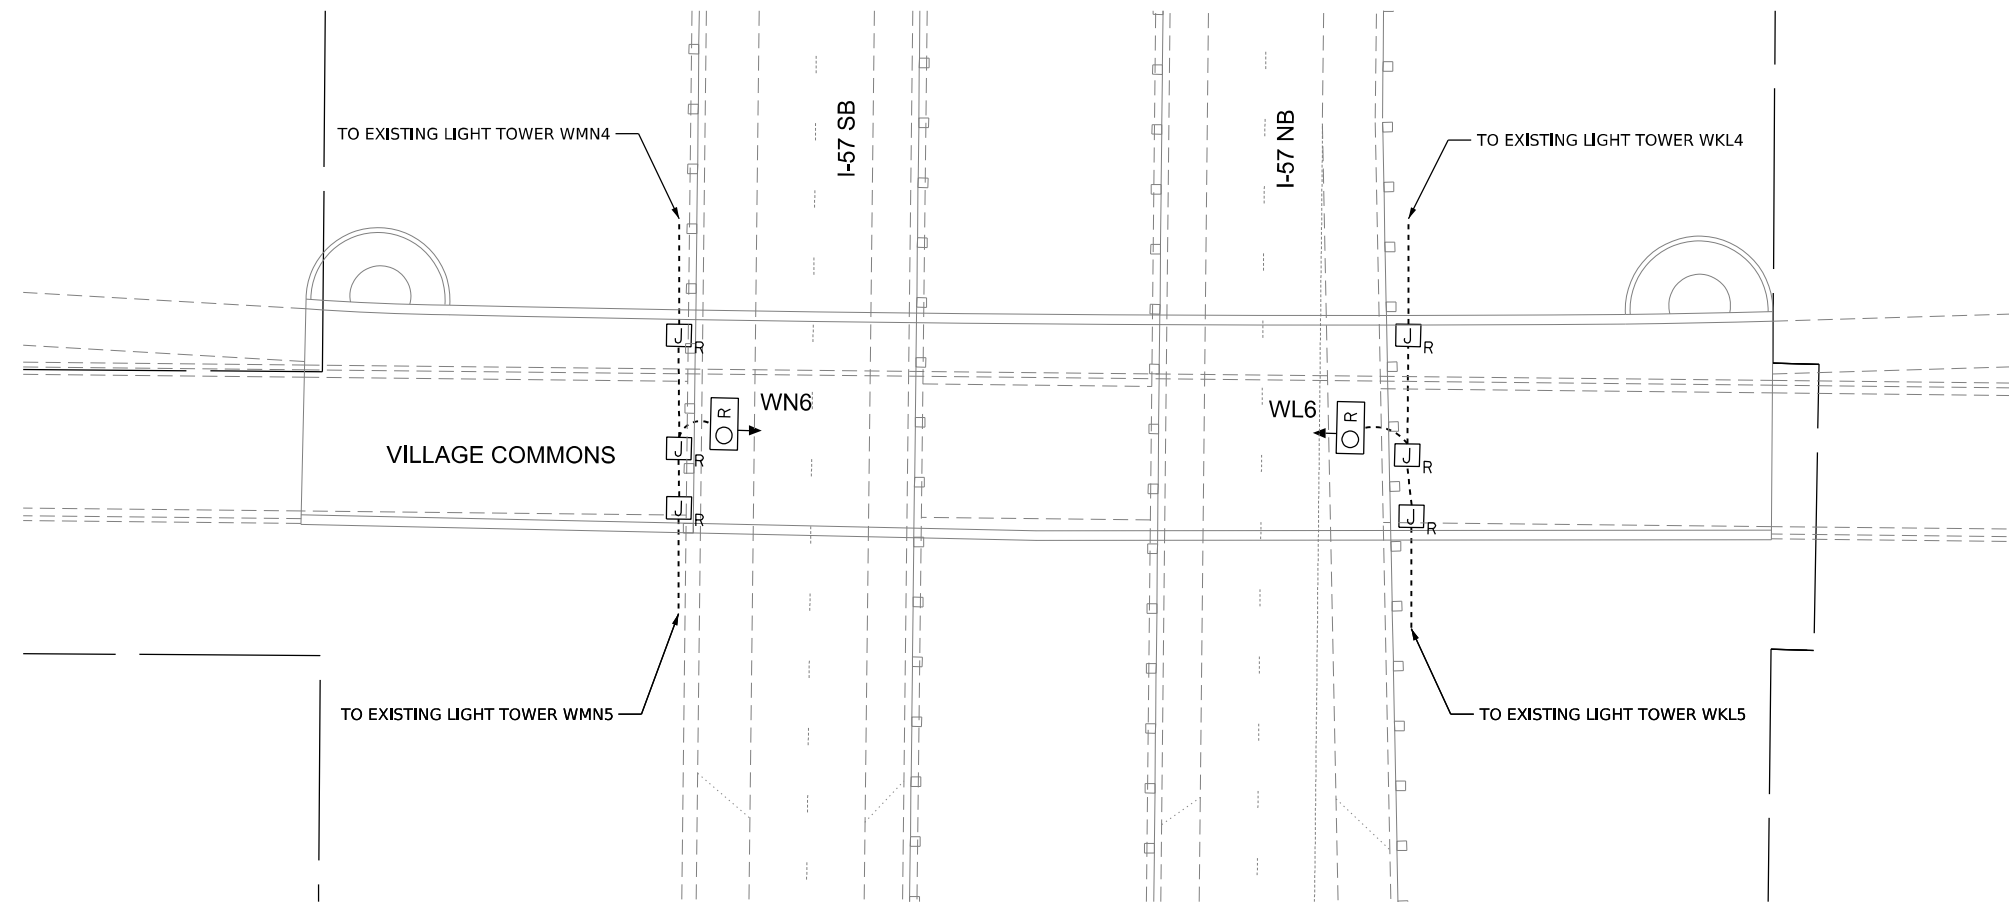 I-57 SB
I-57 NB
TO EXISTING LIGHT TOWER WMN4
TO EXISTING LIGHT TOWER WKL4
J
R
J
R
R
WN6
WL6
R
VILLAGE COMMONS
J
R
J
R
J
R
J
R
TO EXISTING LIGHT TOWER WMN5
TO EXISTING LIGHT TOWER WKL5